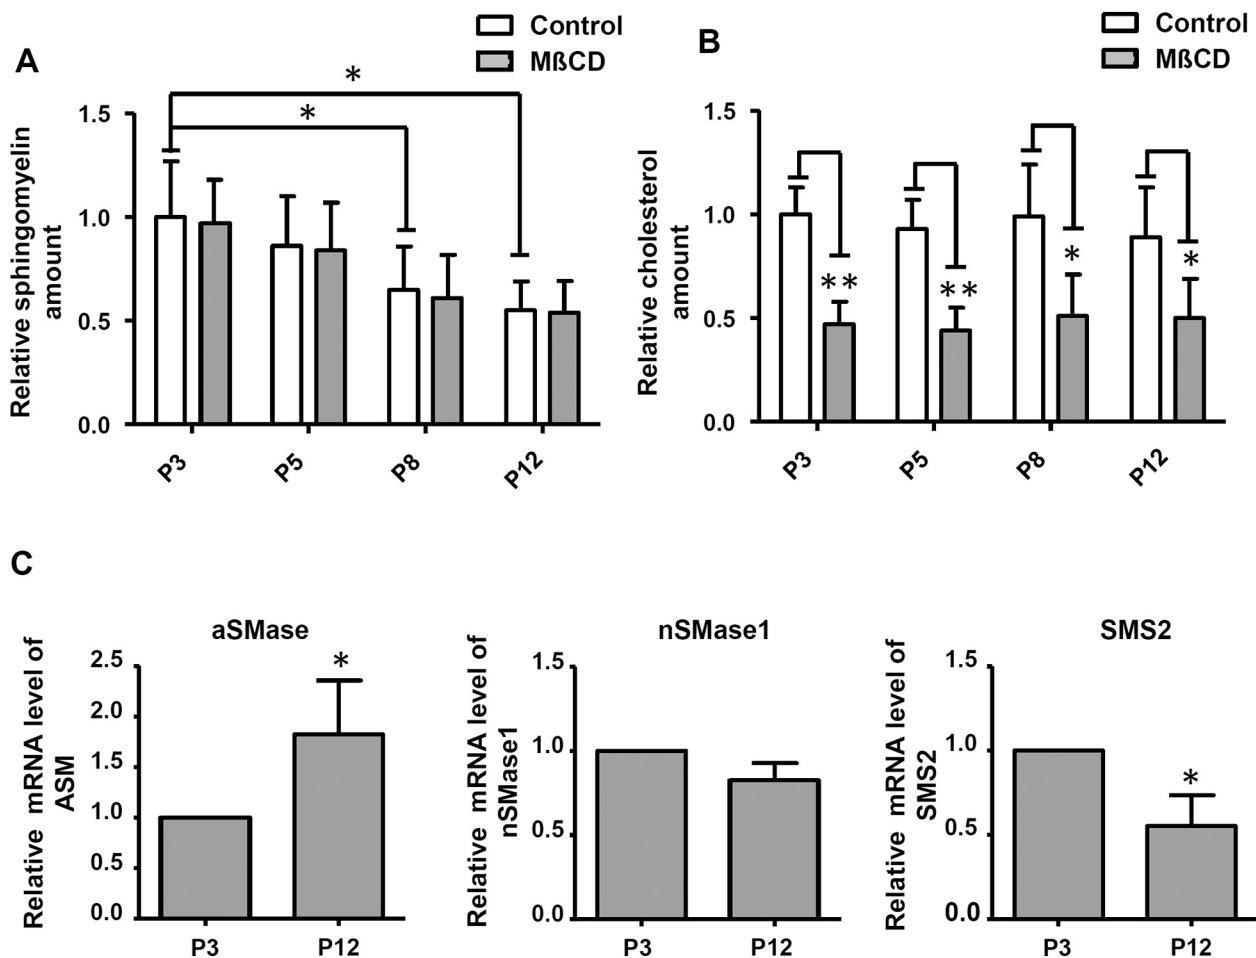 A
Control
MßCD
*
*
Relative sphingomyelin
amount
1.5
1.0
0.5
0.0
P3
P5
P8
P12
B
Control
MßCD
Relative cholesterol
amount
1.5
1.0
0.5
0.0
**
**
*
*
P3
P5
P8
P12
C
aSMase
Relative mRNA level of
ASM
2.5
2.0
1.5
1.0
0.5
0.0
*
P3
P12
nSMase1
Relative mRNA level of
nSMase1
1.5
1.0
0.5
0.0
P3
P12
SMS2
Relative mRNA level of
SMS2
1.5
1.0
0.5
0.0
*
P3
P12